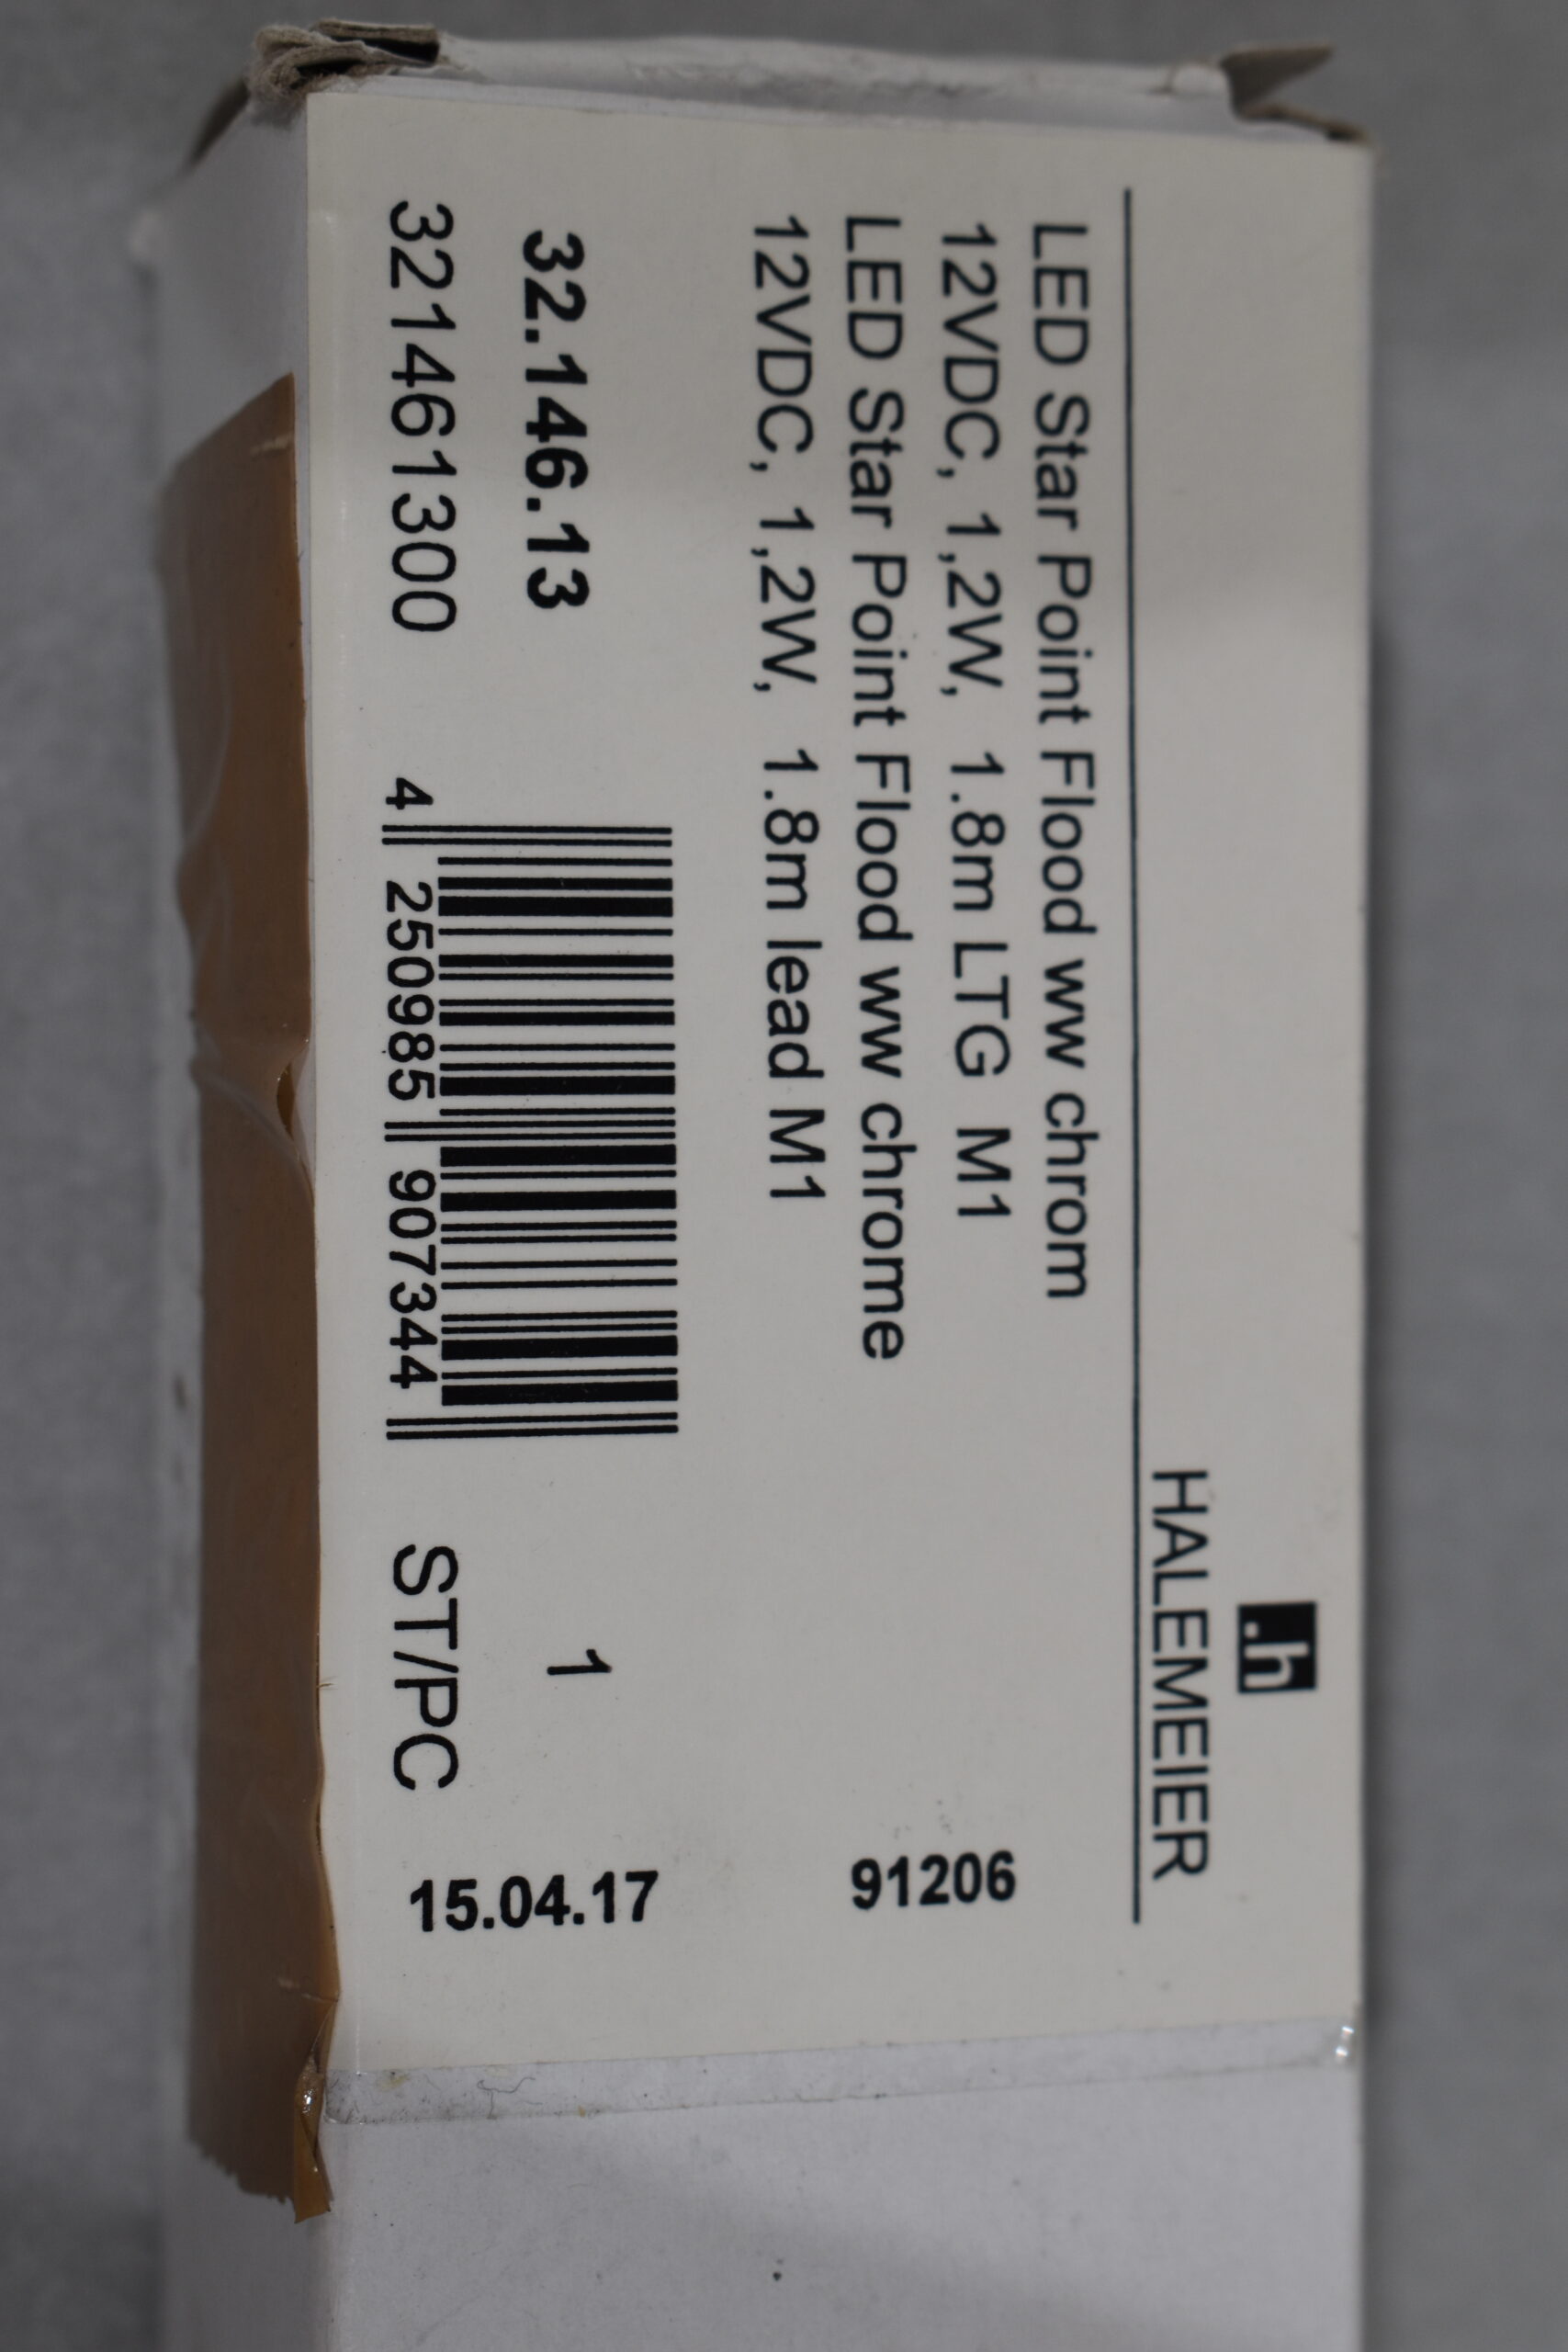 .h
HALEMEIER
LED Star Point Flood ww chrom
12VDC, 1,2W, 1.8m LTG M1
LED Star Point Flood ww chrome
12VDC, 1,2W, 1.8m lead M1
91206
32.146.13
1
321461300
4 250985 907344
ST/PC
15.04.17